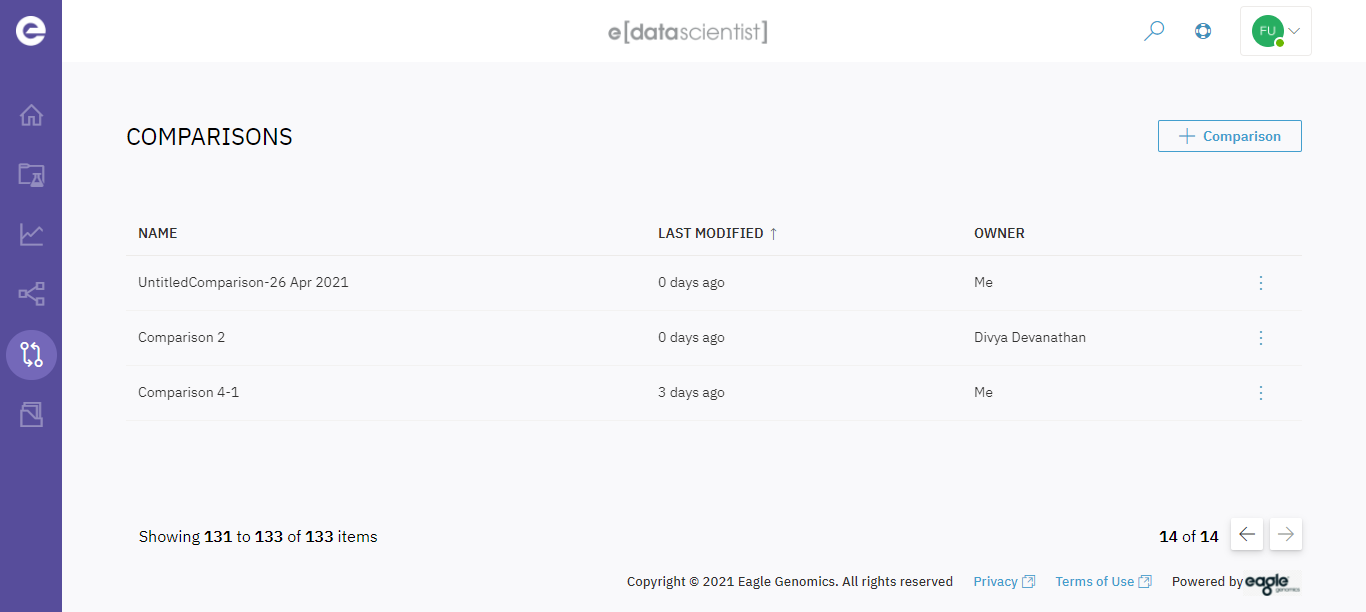 e
e[datascientist]
FU
COMPARISONS
Comparison
NAME LAST MODIFIED ↑ OWNER
UntitledComparison-26 Apr 2021 0 days ago Me
Comparison 2 0 days ago Divya Devanathan
Comparison 4-1 3 days ago Me
Showing 131 to 133 of 133 items 14 of 14
Copyright © 2021 Eagle Genomics. All rights reserved Privacy Terms of Use Powered by eagle genomics